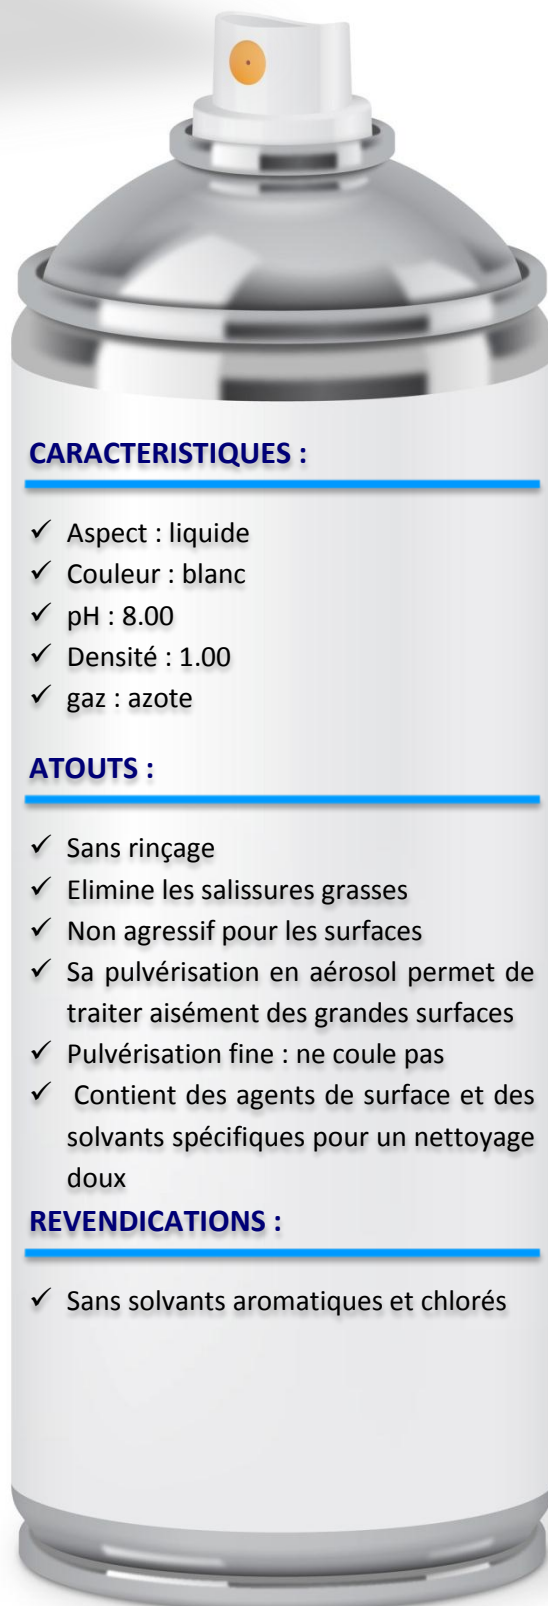 CARACTERISTIQUES :
✓ Aspect : liquide
✓ Couleur : blanc
✓ pH : 8.00
✓ Densité : 1.00
✓ gaz : azote
ATOUTS :
✓ Sans rinçage
✓ Elimine les salissures grasses
✓ Non agressif pour les surfaces
✓ Sa pulvérisation en aérosol permet de
traiter aisément des grandes surfaces
✓ Pulvérisation fine : ne coule pas
✓ Contient des agents de surface et des
solvants spécifiques pour un nettoyage
doux
REVENDICATIONS :
✓ Sans solvants aromatiques et chlorés